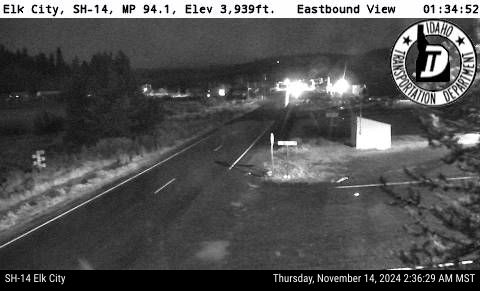 Elk City, SH-14, MP 94.1, Elev 3,939ft. Eastbound View 01:34:52
IDAHO
TRANSPORTATION DEPARTMENT
SH-14 Elk City Thursday, November 14, 2024 2:36:29 AM MST